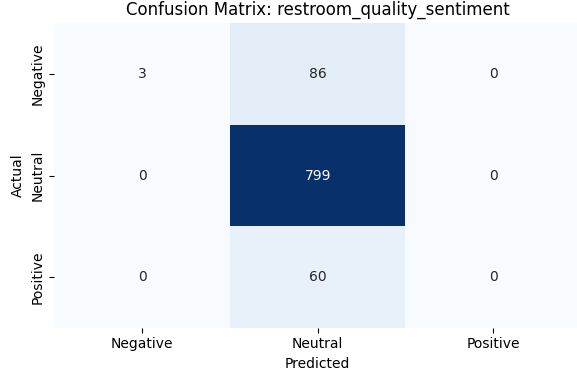 Confusion Matrix: restroom_quality_sentiment
Actual
Negative
3 86 0
Neutral
0 799 0
Positive
0 60 0
Negative Neutral Positive
Predicted